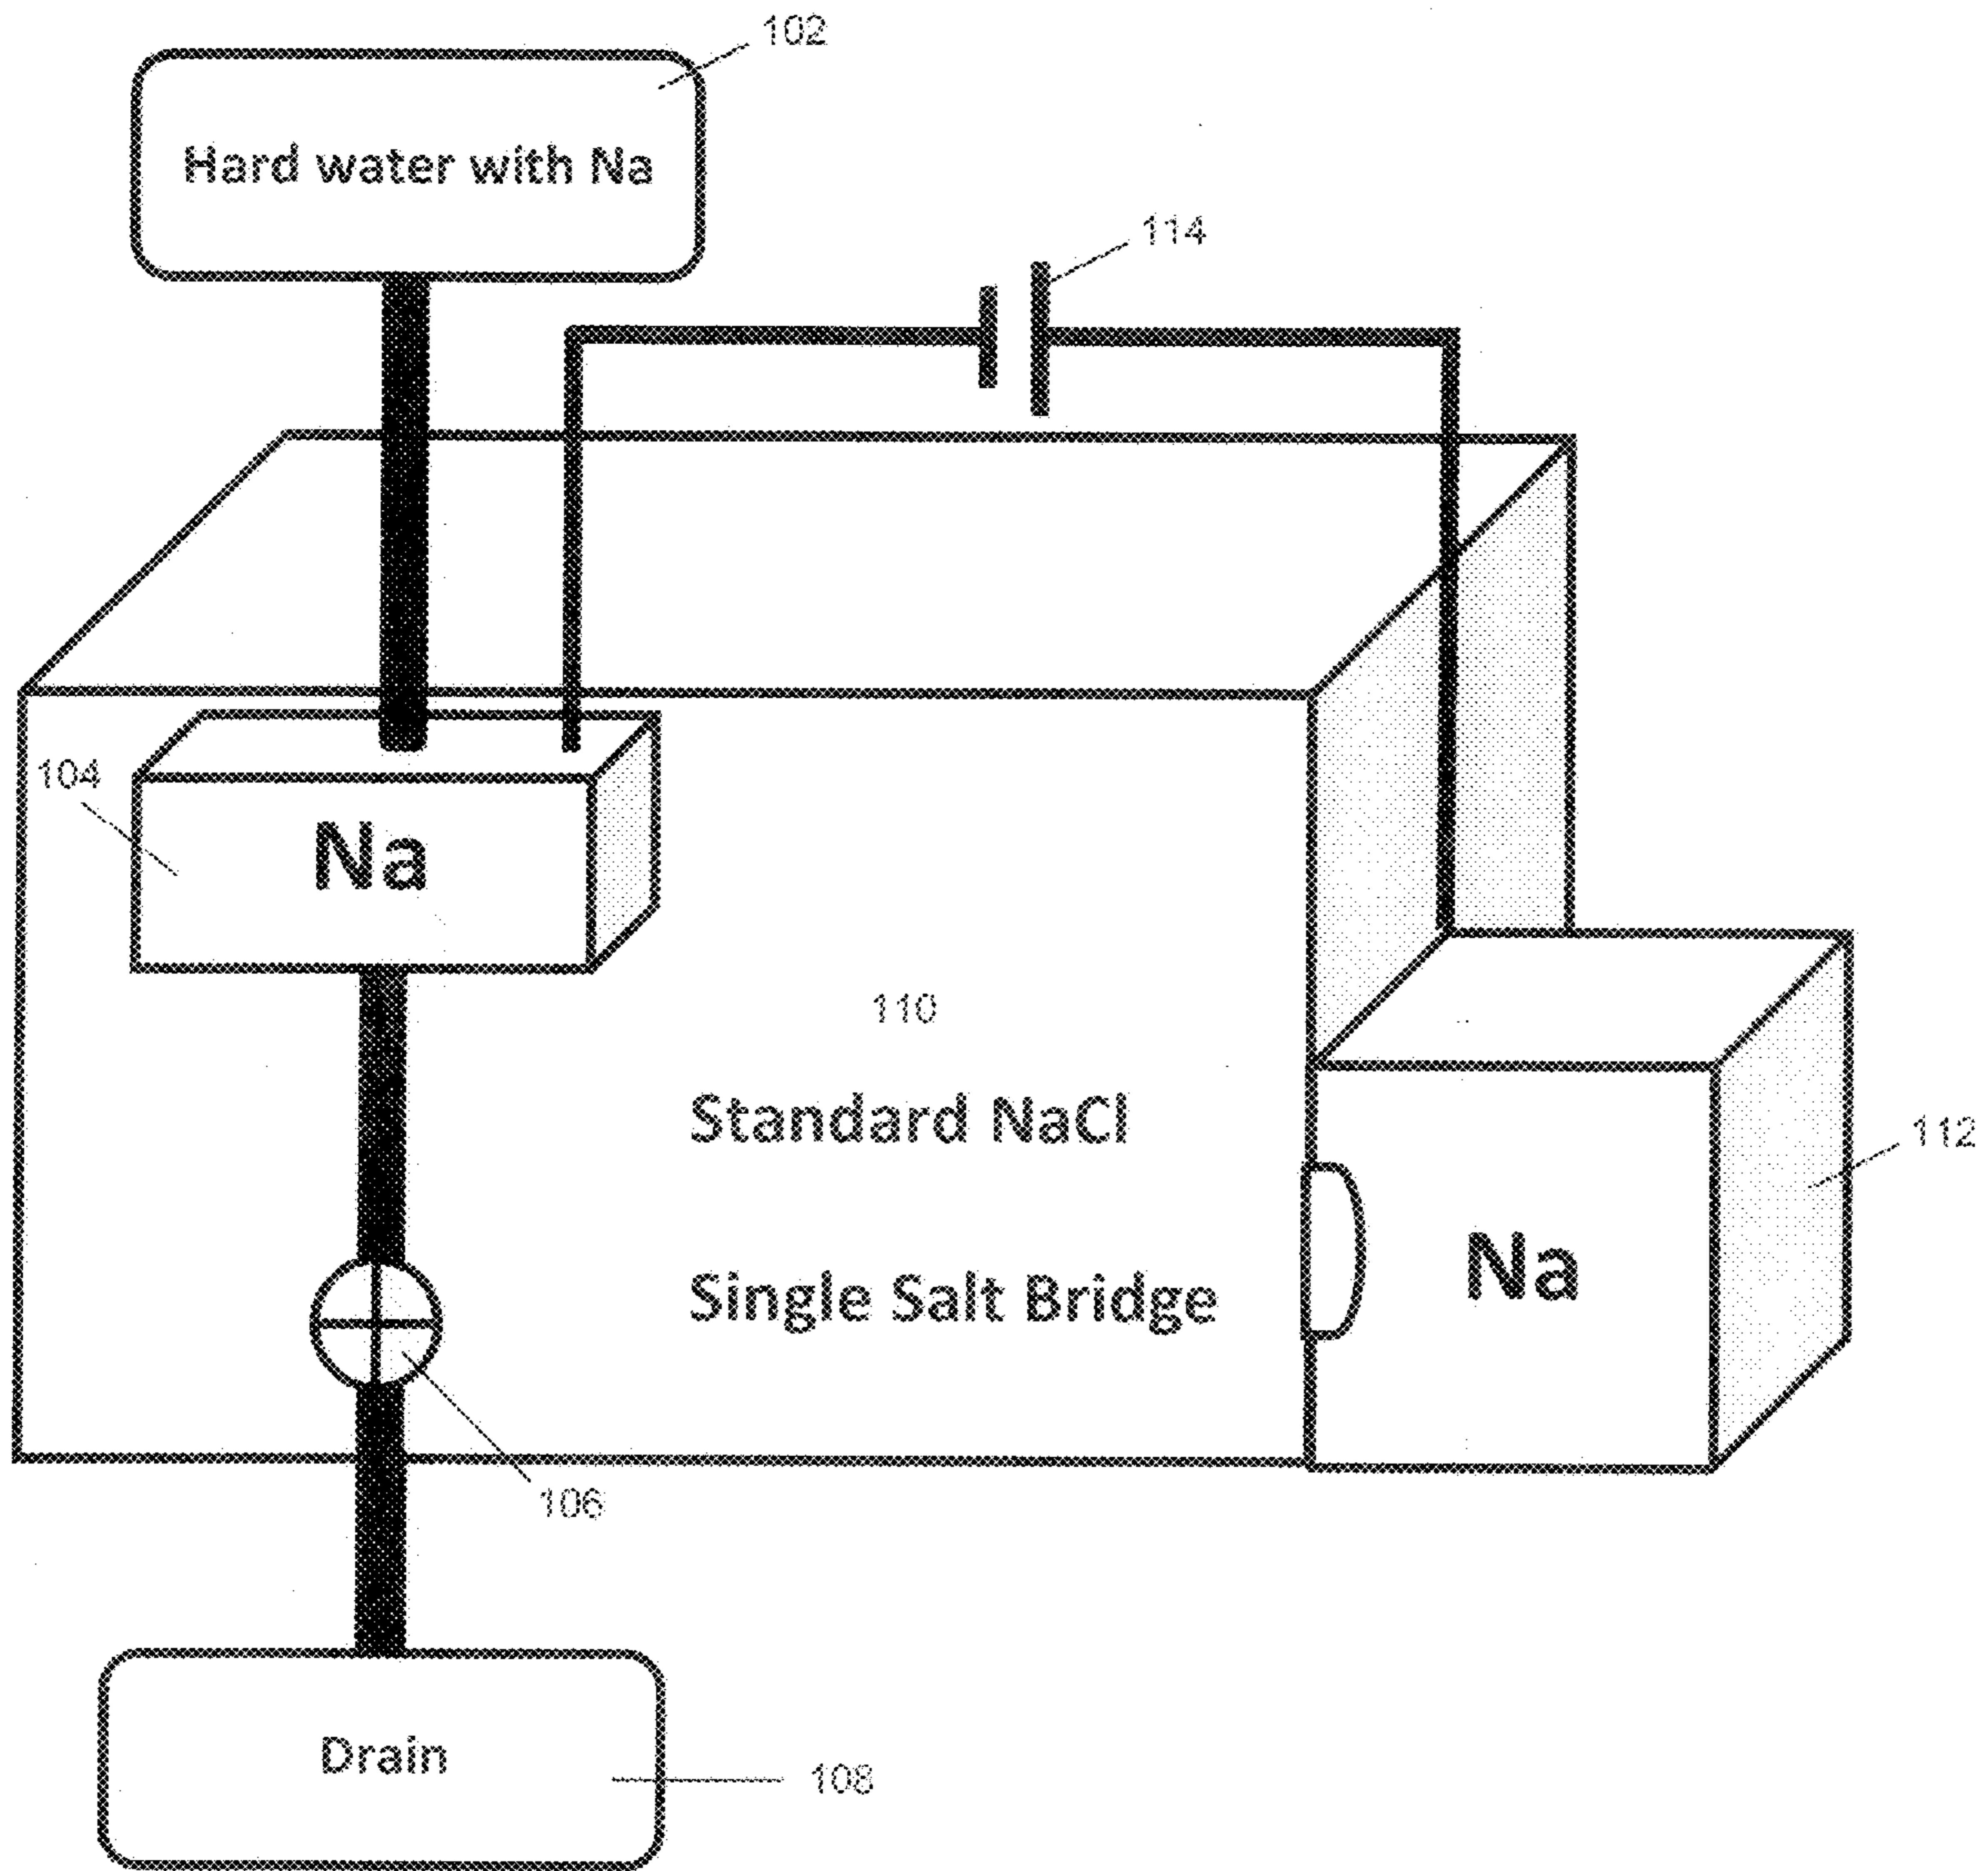 102
Hard water with Na
114
104
Na
110
Standard NaCl
112
Single Salt Bridge
Na
106
Drain
108